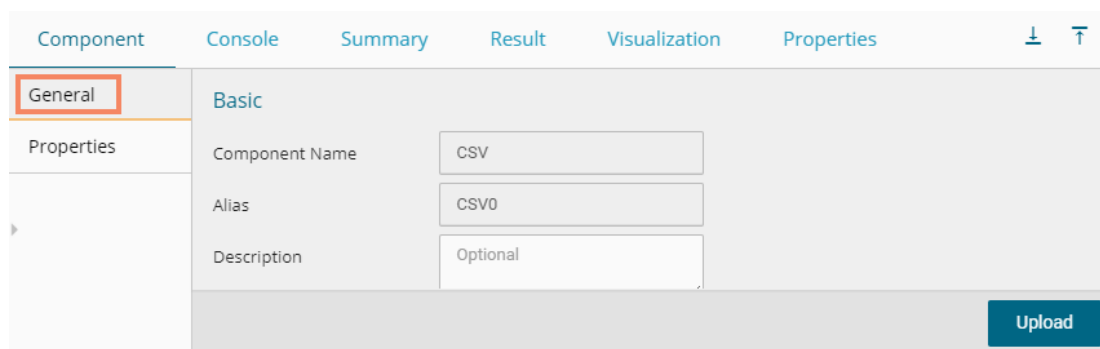 Component Console Summary Result Visualization Properties
General
Properties
Basic
Component Name CSV
Alias CSV0
Description Optional
Upload